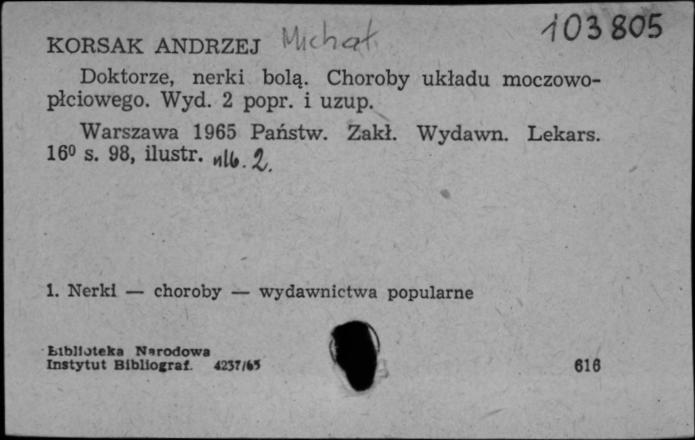 KORSAK ANDRZEJ Michał 103805
Doktorze, nerki bolą. Choroby układu moczowo-
płciowego. Wyd. 2 popr. i uzup.
Warszawa 1965 Państw. Zakł. Wydawn. Lekars.
16⁰ s. 98, ilustr. nlb. 2.
1. Nerki — choroby — wydawnictwa popularne
Biblioteka Narodowa
Instytut Bibliograf. 4237/65 616